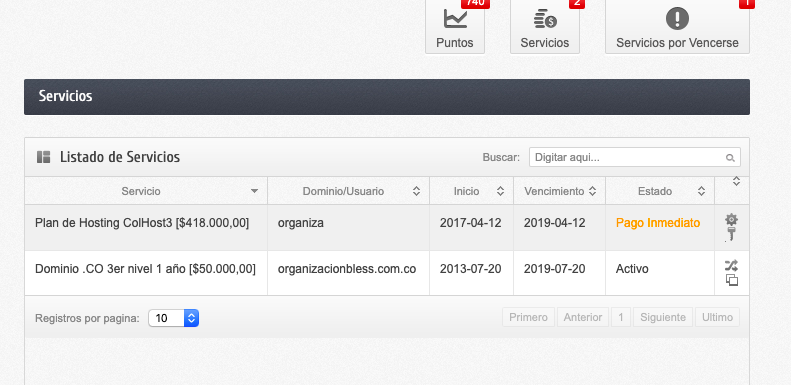 740
2
1
Puntos
Servicios
Servicios por Vencerse
Servicios
Listado de Servicios
Buscar:
Digitar aqui...
Servicio
Dominio/Usuario
Inicio
Vencimiento
Estado
Plan de Hosting ColHost3 [$418.000,00]
organiza
2017-04-12
2019-04-12
Pago Inmediato
Dominio .CO 3er nivel 1 año [$50.000,00]
organizacionbless.com.co
2013-07-20
2019-07-20
Activo
Registros por pagina:
10
Primero
Anterior
1
Siguiente
Ultimo